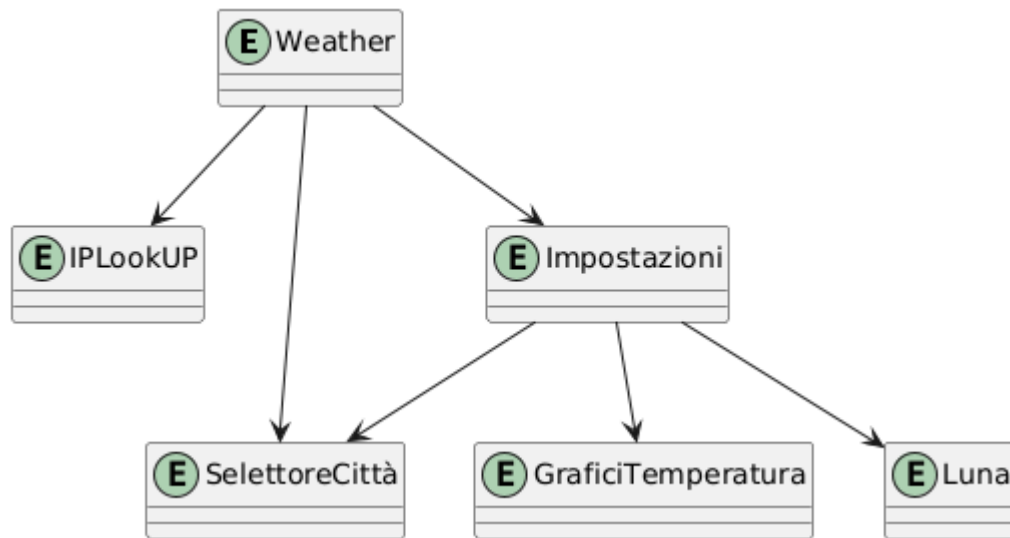 E Weather
E IPLookUP
E Impostazioni
E SelettoreCittà
E GraficiTemperatura
E Luna